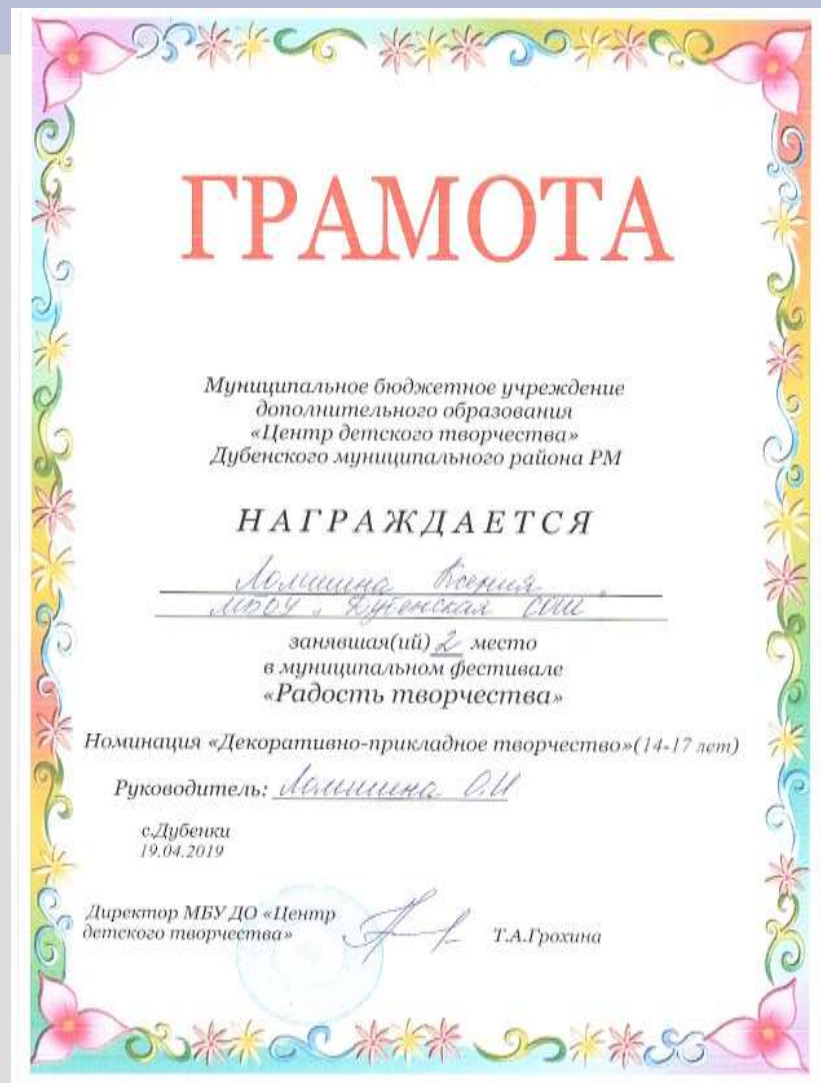 ГРАМОТА
Муниципальное бюджетное учреждение
дополнительного образования
«Центр детского творчества»
Дубенского муниципального района РМ
НАГРАЖДАЕТСЯ
Ломшина Ксения
МБОУ "Дубенская СОШ"
занявшая(ий) 2 место
в муниципальном фестивале
«Радость творчества»
Номинация «Декоративно-прикладное творчество»(14-17 лет)
Руководитель: Ломшина О.И
с.Дубенки
19.04.2019
Директор МБУ ДО «Центр
детского творчества» Т.А.Грохина